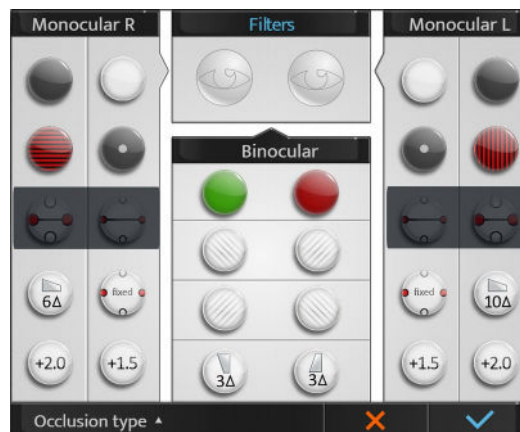 Monocular R
Filters
Monocular L
Binocular
6Δ
fixed
fixed
10Δ
+2.0
+1.5
3Δ
3Δ
+1.5
+2.0
Occlusion type